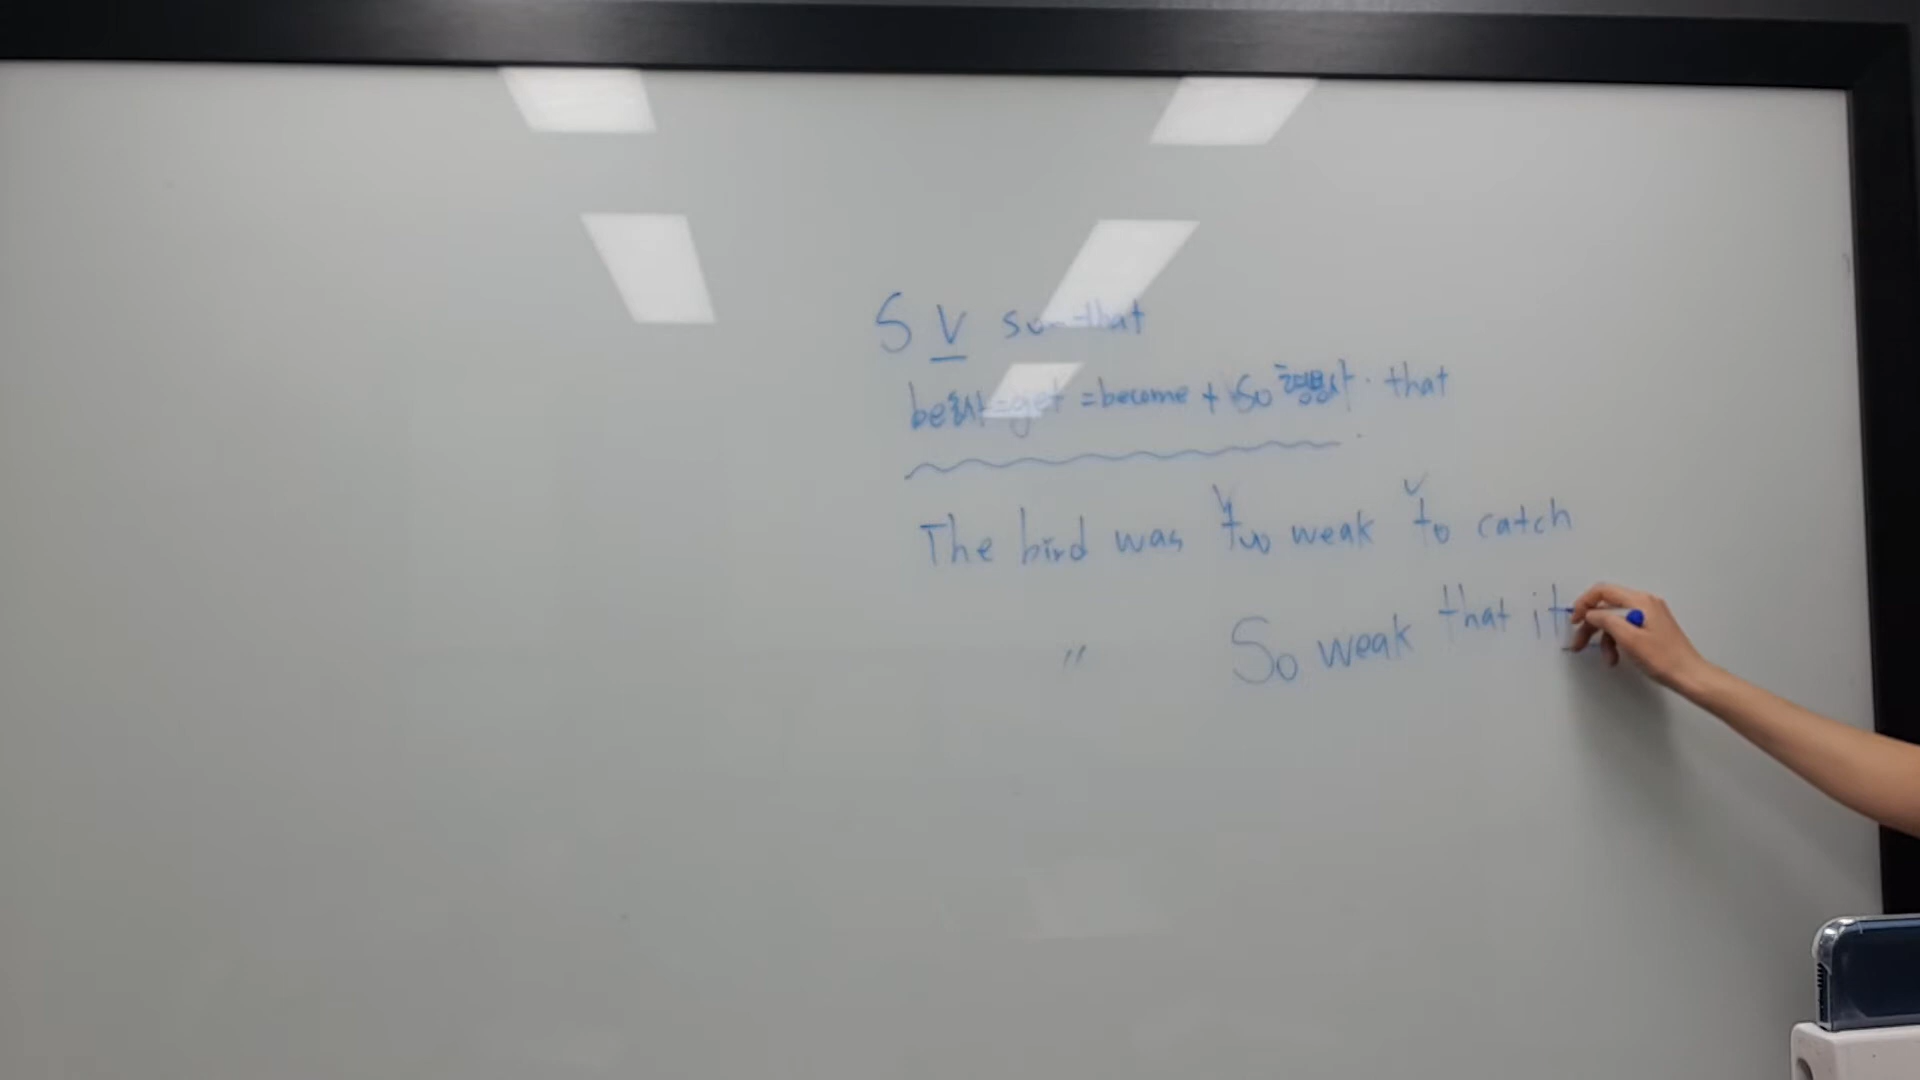 S V so that
be동사=get =become + So 형용사 that
The bird was too weak to catch
" So weak that it